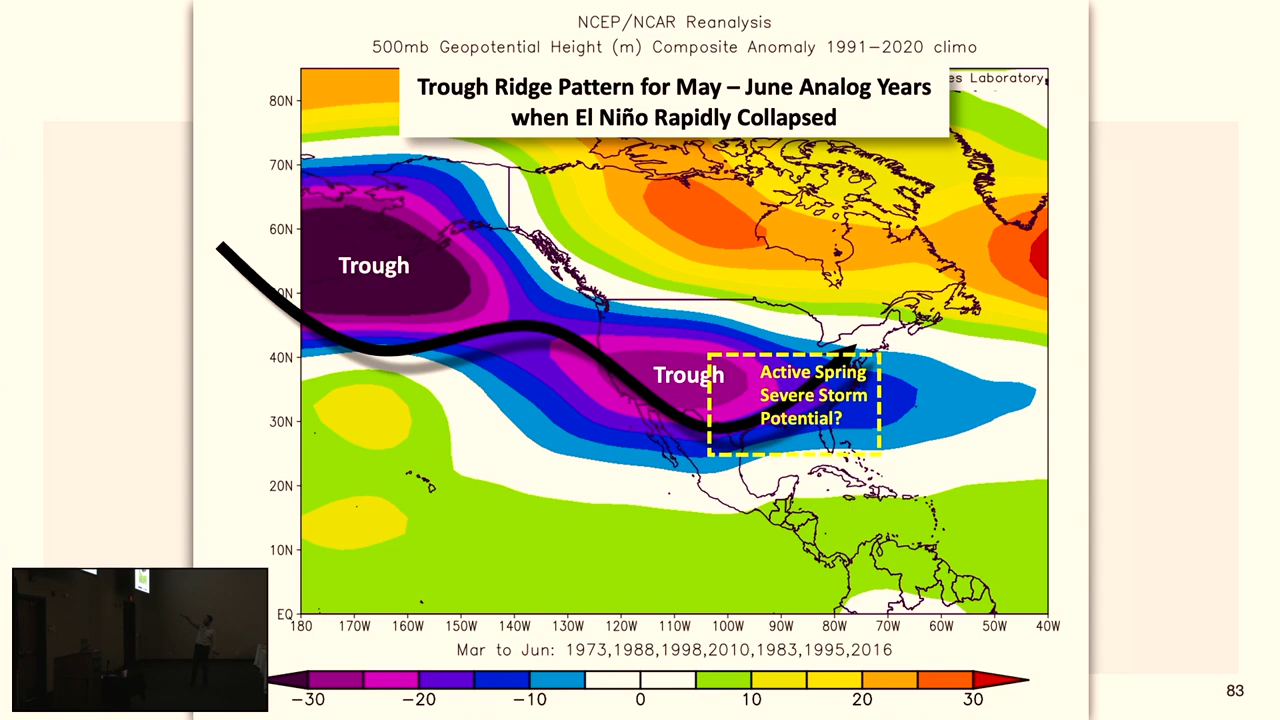 NCEP/NCAR Reanalysis
500mb Geopotential Height (m) Composite Anomaly 1991–2020 climo
Laboratory
Trough Ridge Pattern for May – June Analog Years
when El Niño Rapidly Collapsed
80N
70N
60N
40N
30N
20N
10N
EQ
Trough
Trough
Active Spring
Severe Storm
Potential?
180 170W 160W 150W 140W 130W 120W 110W 100W 90W 80W 70W 60W 50W 40W
Mar to Jun: 1973,1988,1998,2010,1983,1995,2016
−30 −20 −10 0 10 20 30
83